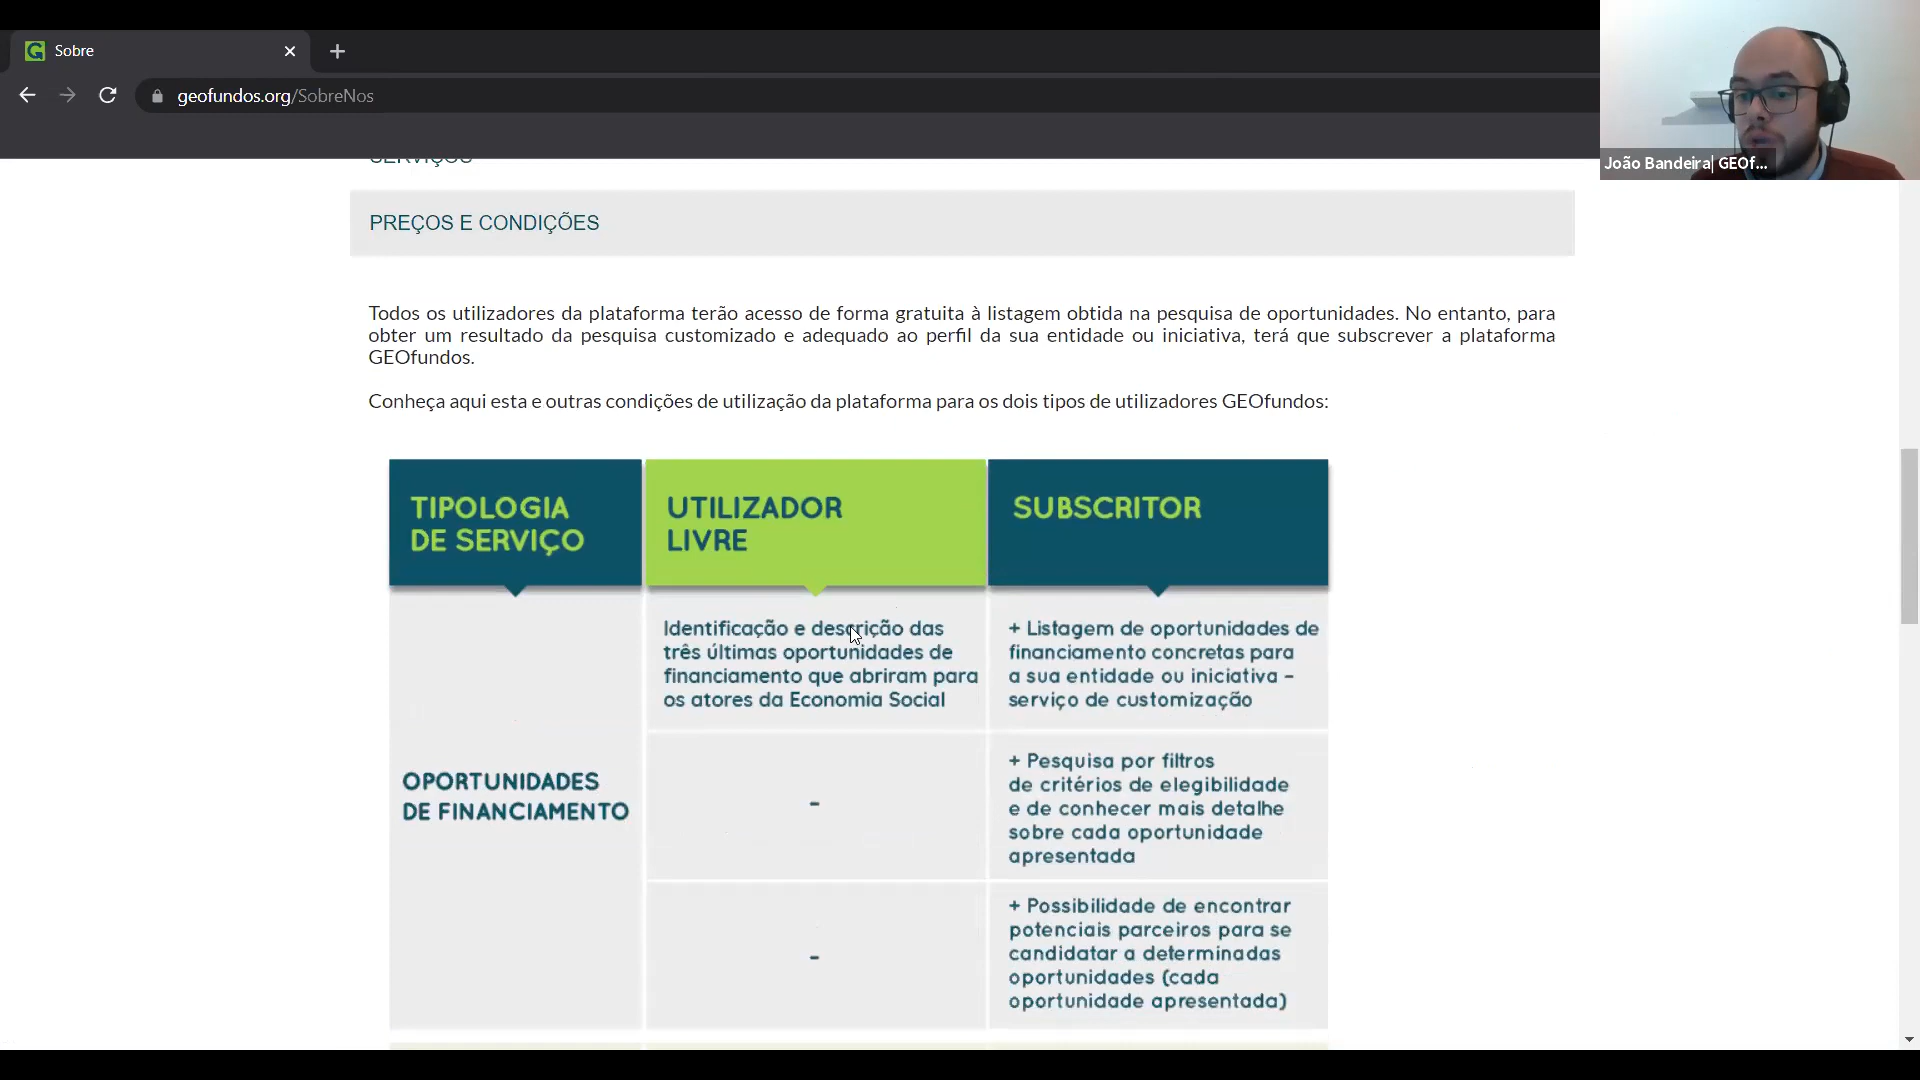 Sobre
geofundos.org/SobreNos
João Bandeira| GEOf...
SERVIÇOS
PREÇOS E CONDIÇÕES
Todos os utilizadores da plataforma terão acesso de forma gratuita à listagem obtida na pesquisa de oportunidades. No entanto, para
obter um resultado da pesquisa customizado e adequado ao perfil da sua entidade ou iniciativa, terá que subscrever a plataforma
GEOfundos.
Conheça aqui esta e outras condições de utilização da plataforma para os dois tipos de utilizadores GEOfundos:
TIPOLOGIA
DE SERVIÇO
UTILIZADOR
LIVRE
SUBSCRITOR
OPORTUNIDADES
DE FINANCIAMENTO
Identificação e descrição das
três últimas oportunidades de
financiamento que abriram para
os atores da Economia Social
+ Listagem de oportunidades de
financiamento concretas para
a sua entidade ou iniciativa –
serviço de customização
-
+ Pesquisa por filtros
de critérios de elegibilidade
e de conhecer mais detalhe
sobre cada oportunidade
apresentada
-
+ Possibilidade de encontrar
potenciais parceiros para se
candidatar a determinadas
oportunidades (cada
oportunidade apresentada)